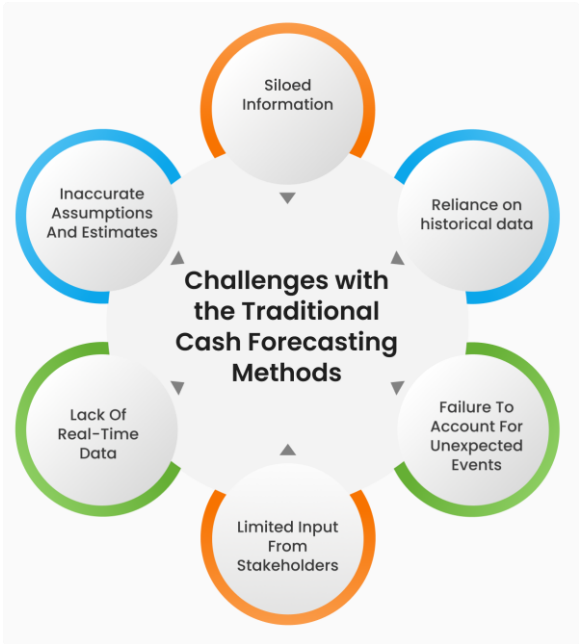 Siloed
Information
Inaccurate
Assumptions
And Estimates
Reliance on
historical data
Challenges with
the Traditional
Cash Forecasting
Methods
Lack Of
Real-Time
Data
Failure To
Account For
Unexpected
Events
Limited Input
From
Stakeholders